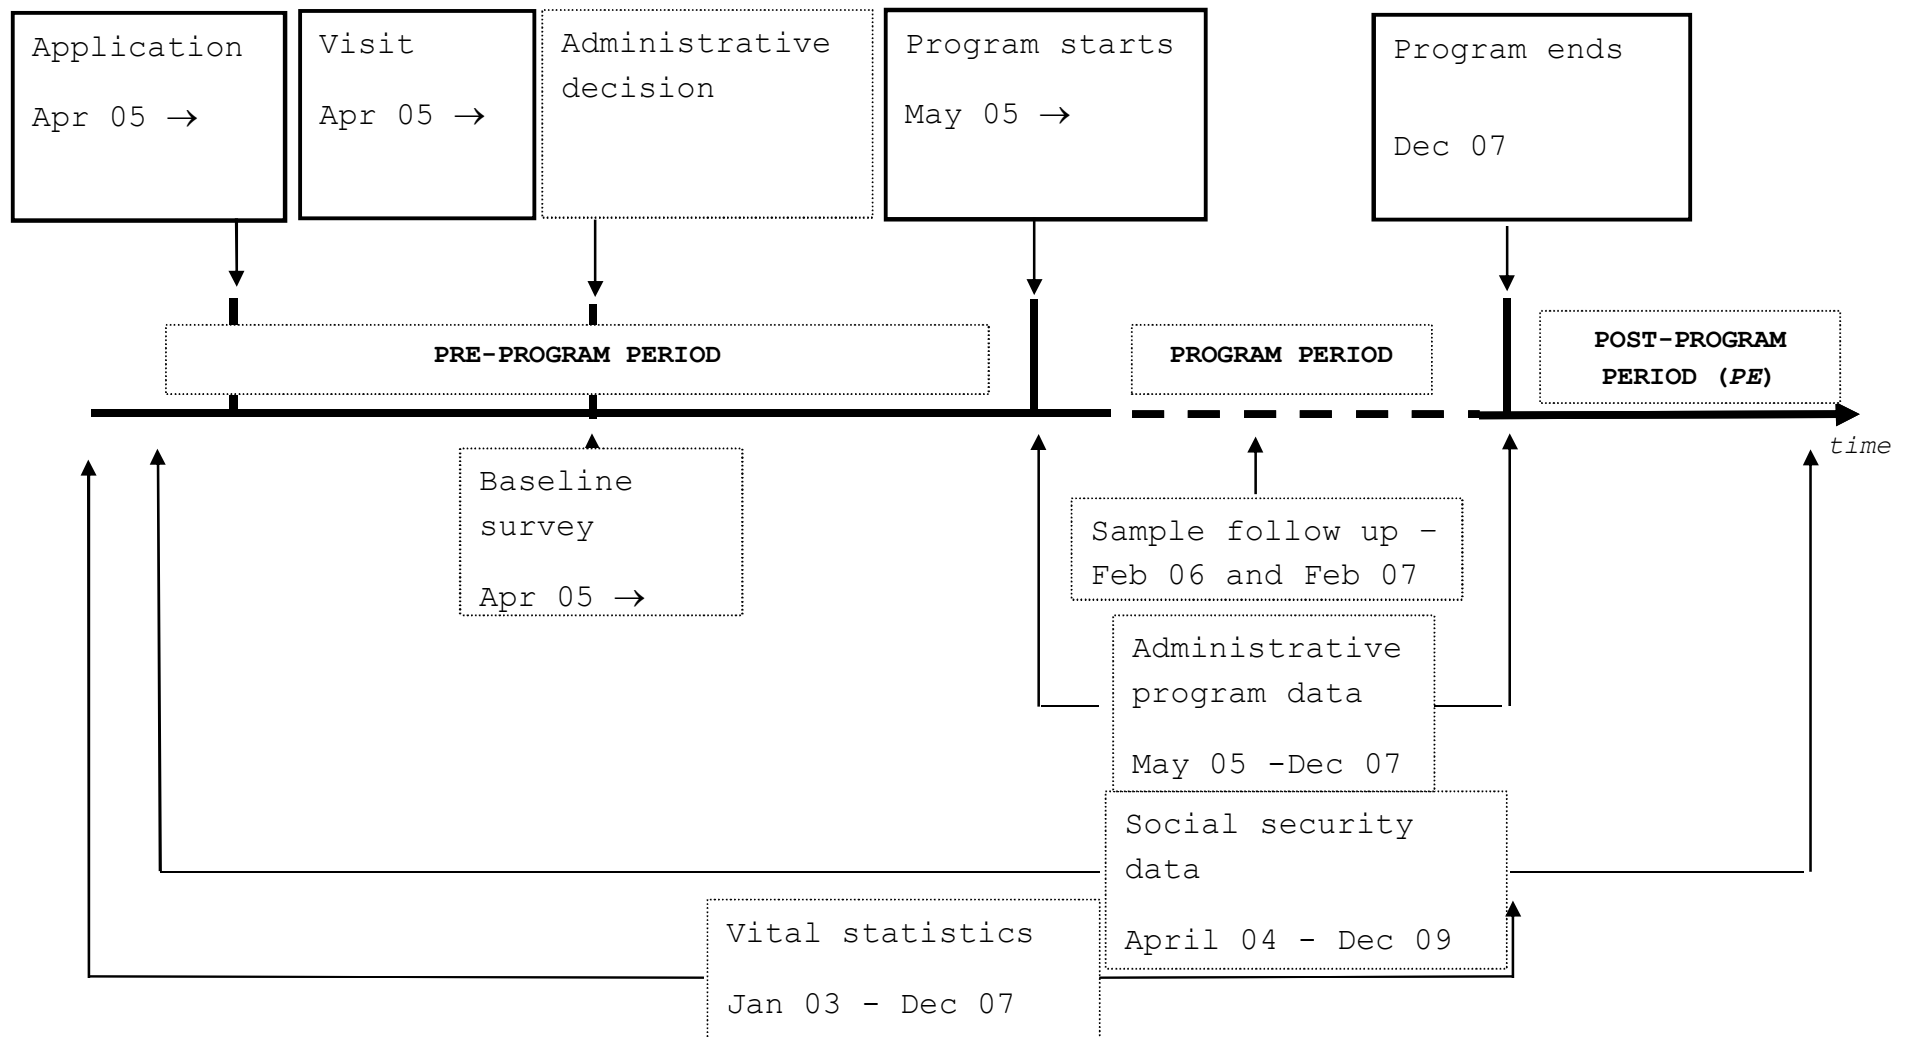 Application
Apr 05 →
Visit
Apr 05 →
Administrative
decision
Program starts
May 05 →
Program ends
Dec 07
PRE-PROGRAM PERIOD
PROGRAM PERIOD
POST-PROGRAM
PERIOD (PE)
time
Baseline
survey
Apr 05 →
Sample follow up –
Feb 06 and Feb 07
Administrative
program data
May 05 -Dec 07
Social security
data
April 04 - Dec 09
Vital statistics
Jan 03 - Dec 07